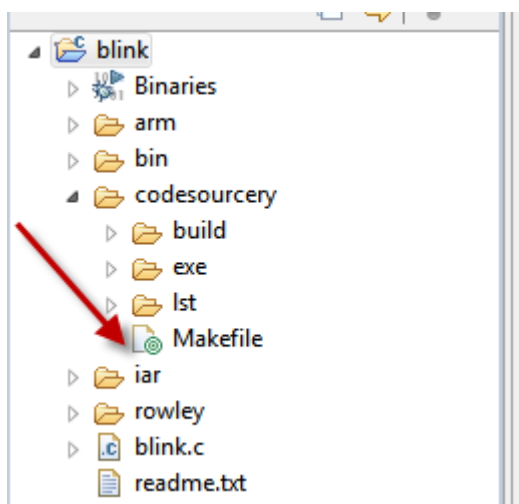 blink
Binaries
arm
bin
codesourcery
build
exe
lst
Makefile
iar
rowley
blink.c
readme.txt